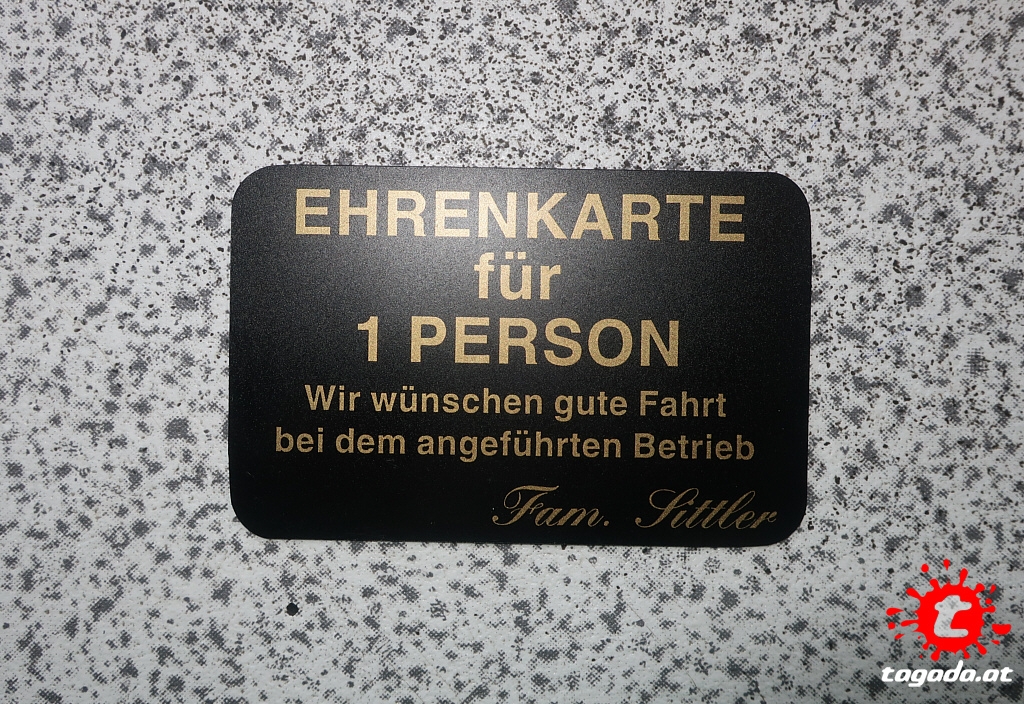 EHRENKARTE
für
1 PERSON
Wir wünschen gute Fahrt
bei dem angeführten Betrieb
Fam. Sittler
t
tagada.at